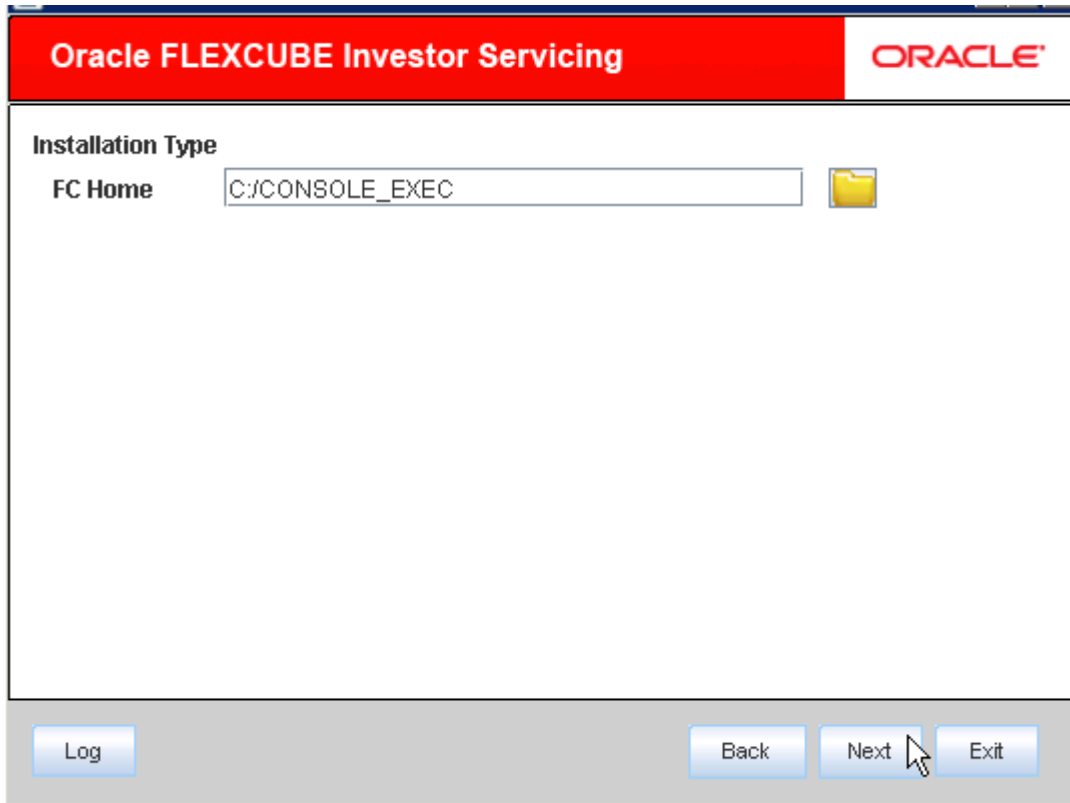 Oracle FLEXCUBE Investor Servicing
ORACLE
Installation Type
FC Home C:/CONSOLE_EXEC
Log Back Next Exit